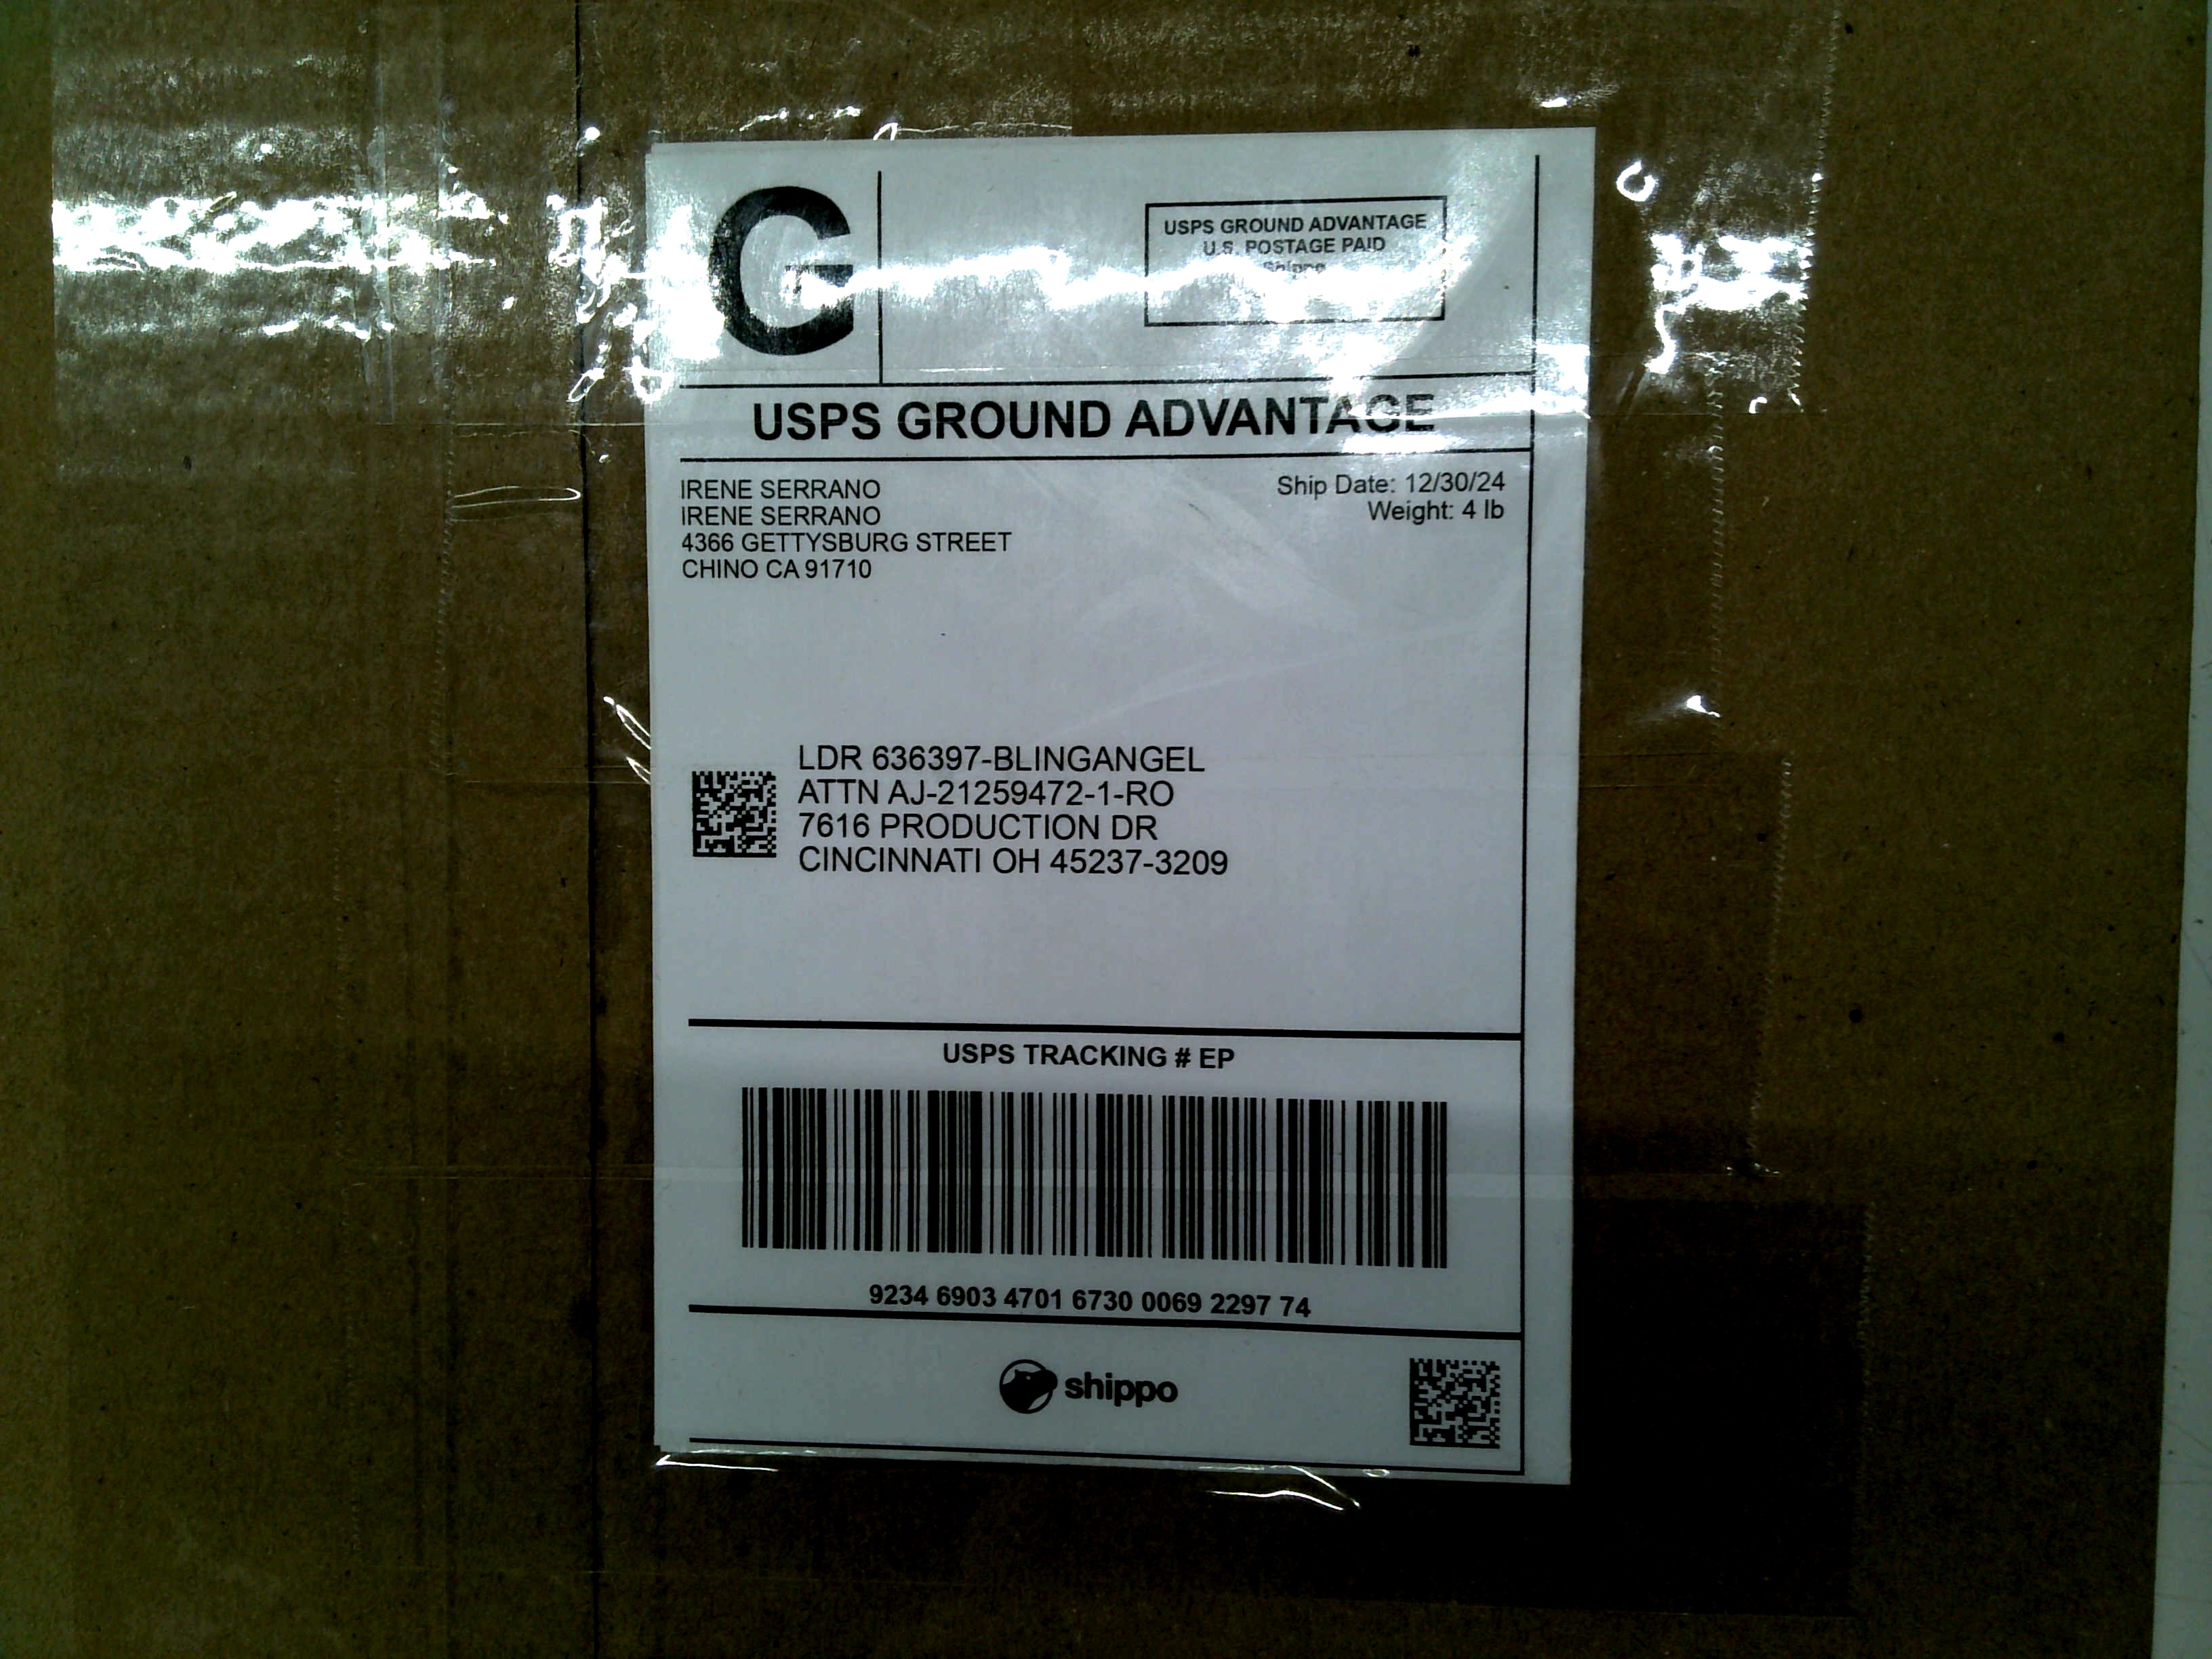 G
USPS GROUND ADVANTAGE
U.S. POSTAGE PAID
Shippo
USPS GROUND ADVANTAGE
IRENE SERRANO
IRENE SERRANO
4366 GETTYSBURG STREET
CHINO CA 91710
Ship Date: 12/30/24
Weight: 4 lb
LDR 636397-BLINGANGEL
ATTN AJ-21259472-1-RO
7616 PRODUCTION DR
CINCINNATI OH 45237-3209
USPS TRACKING # EP
9234 6903 4701 6730 0069 2297 74
shippo